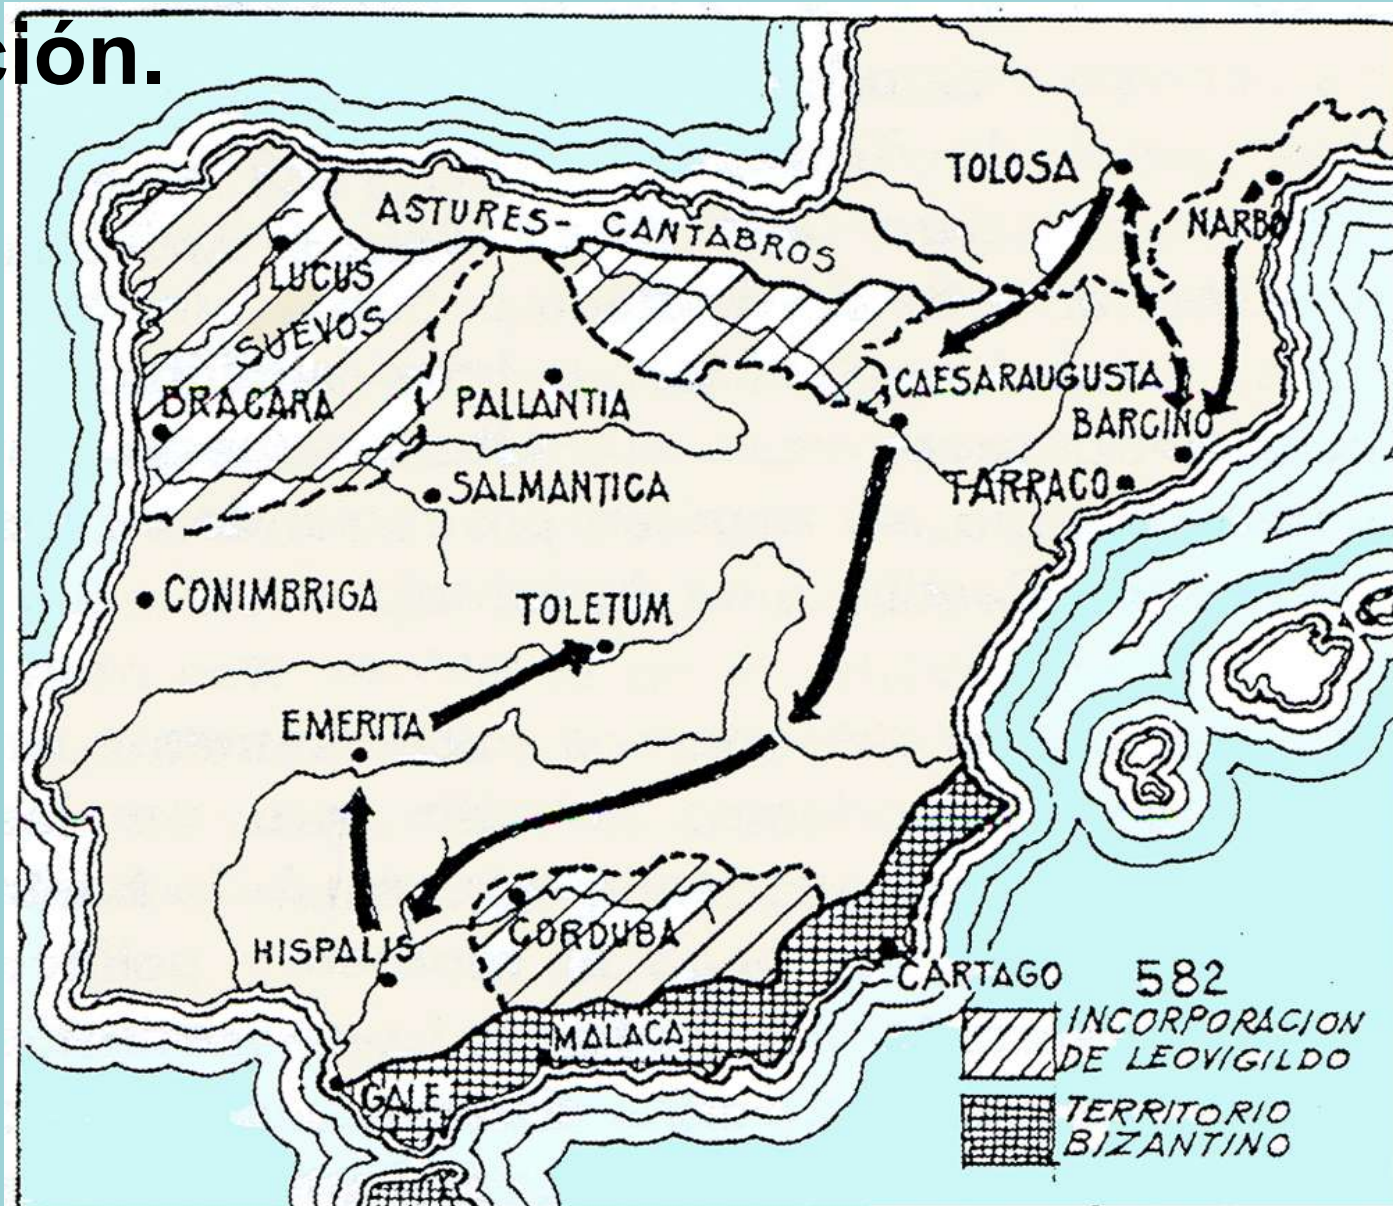 ción.
TOLOSA
NARBO
ASTURES- CANTABROS
LUCUS
SUEVOS
BRACARA
PALLANTIA
CAESARAUGUSTA
BARCINO
SALMANTICA
TARRACO
CONIMBRIGA
TOLETUM
EMERITA
CORDUBA
HISPALIS
CARTAGO
582
MALACA
GALE
INCORPORACION
DE LEOVIGILDO
TERRITORIO
BIZANTINO